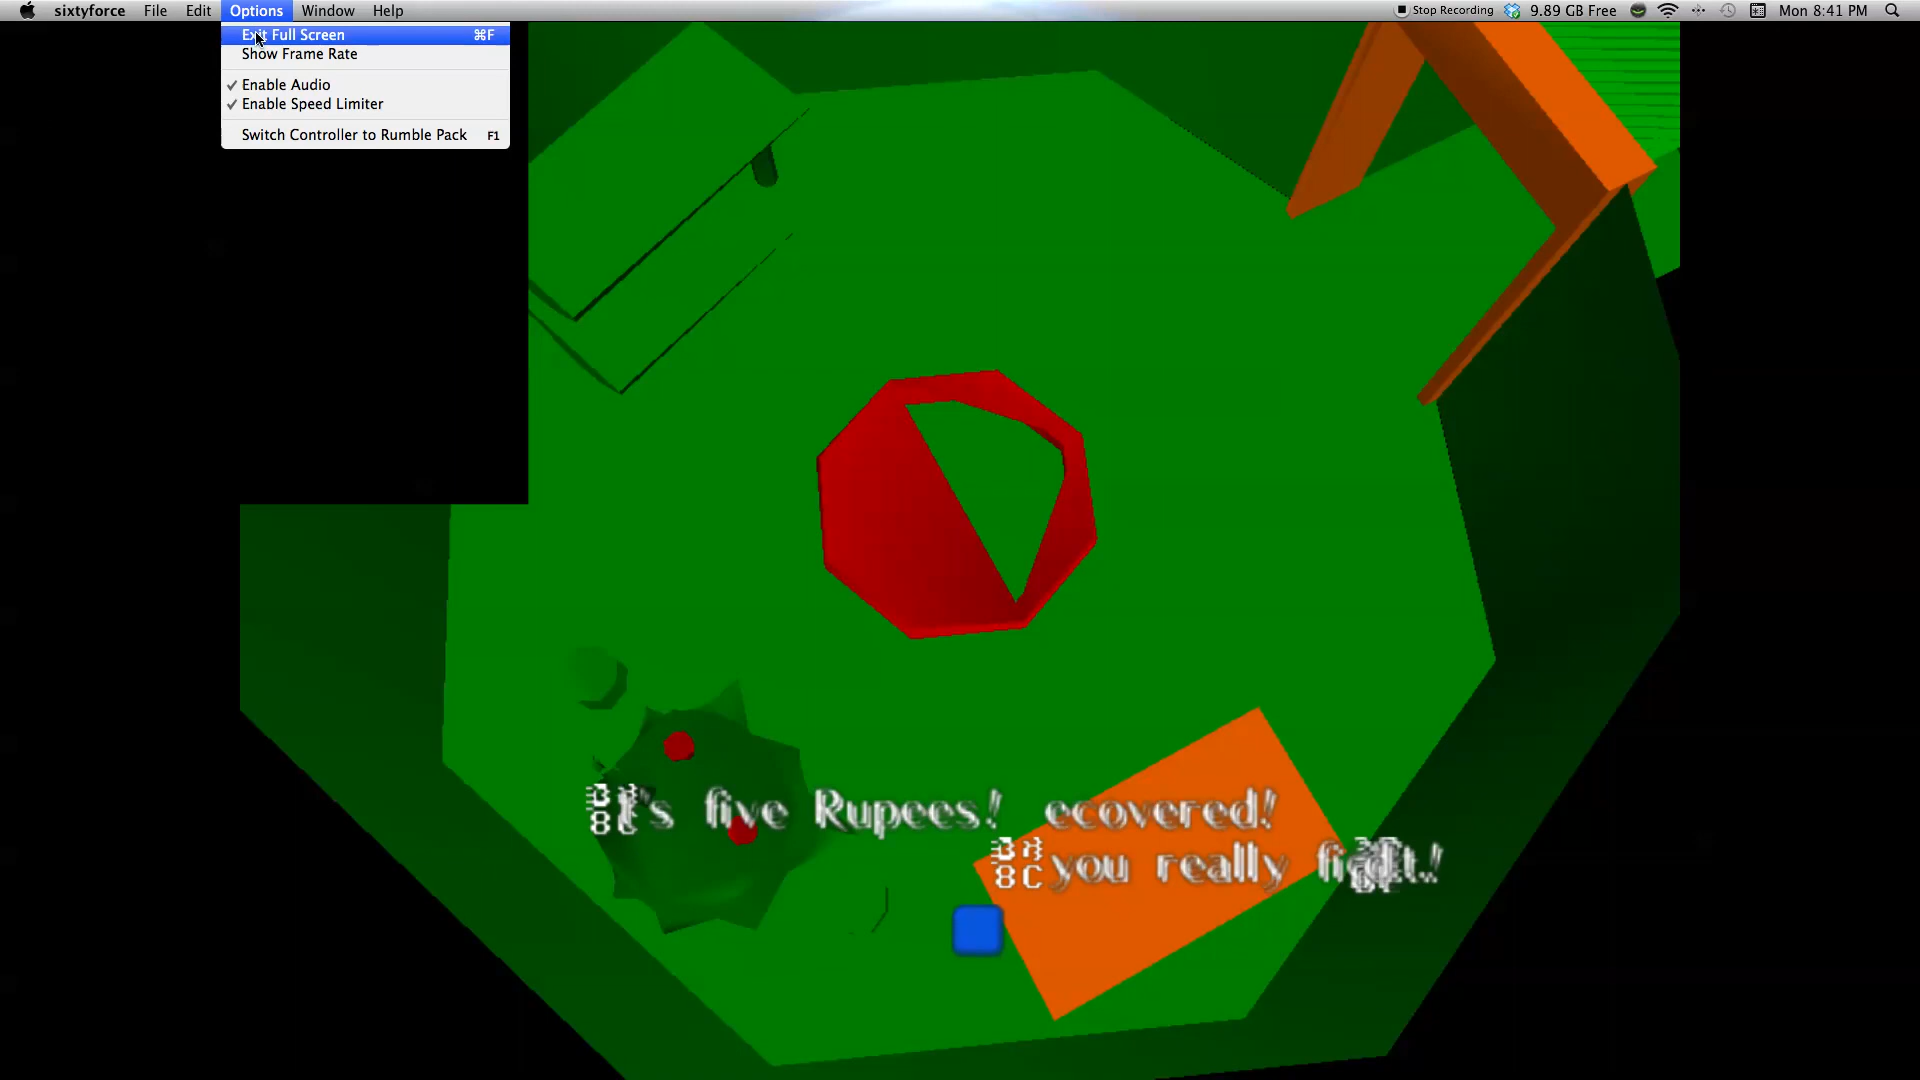 sixtyforce File Edit Options Window Help Stop Recording 9.89 GB Free Mon 8:41 PM
Exit Full Screen ⌘F
Show Frame Rate
✓ Enable Audio
✓ Enable Speed Limiter
Switch Controller to Rumble Pack F1
's five Rupees! ecovered!
you really